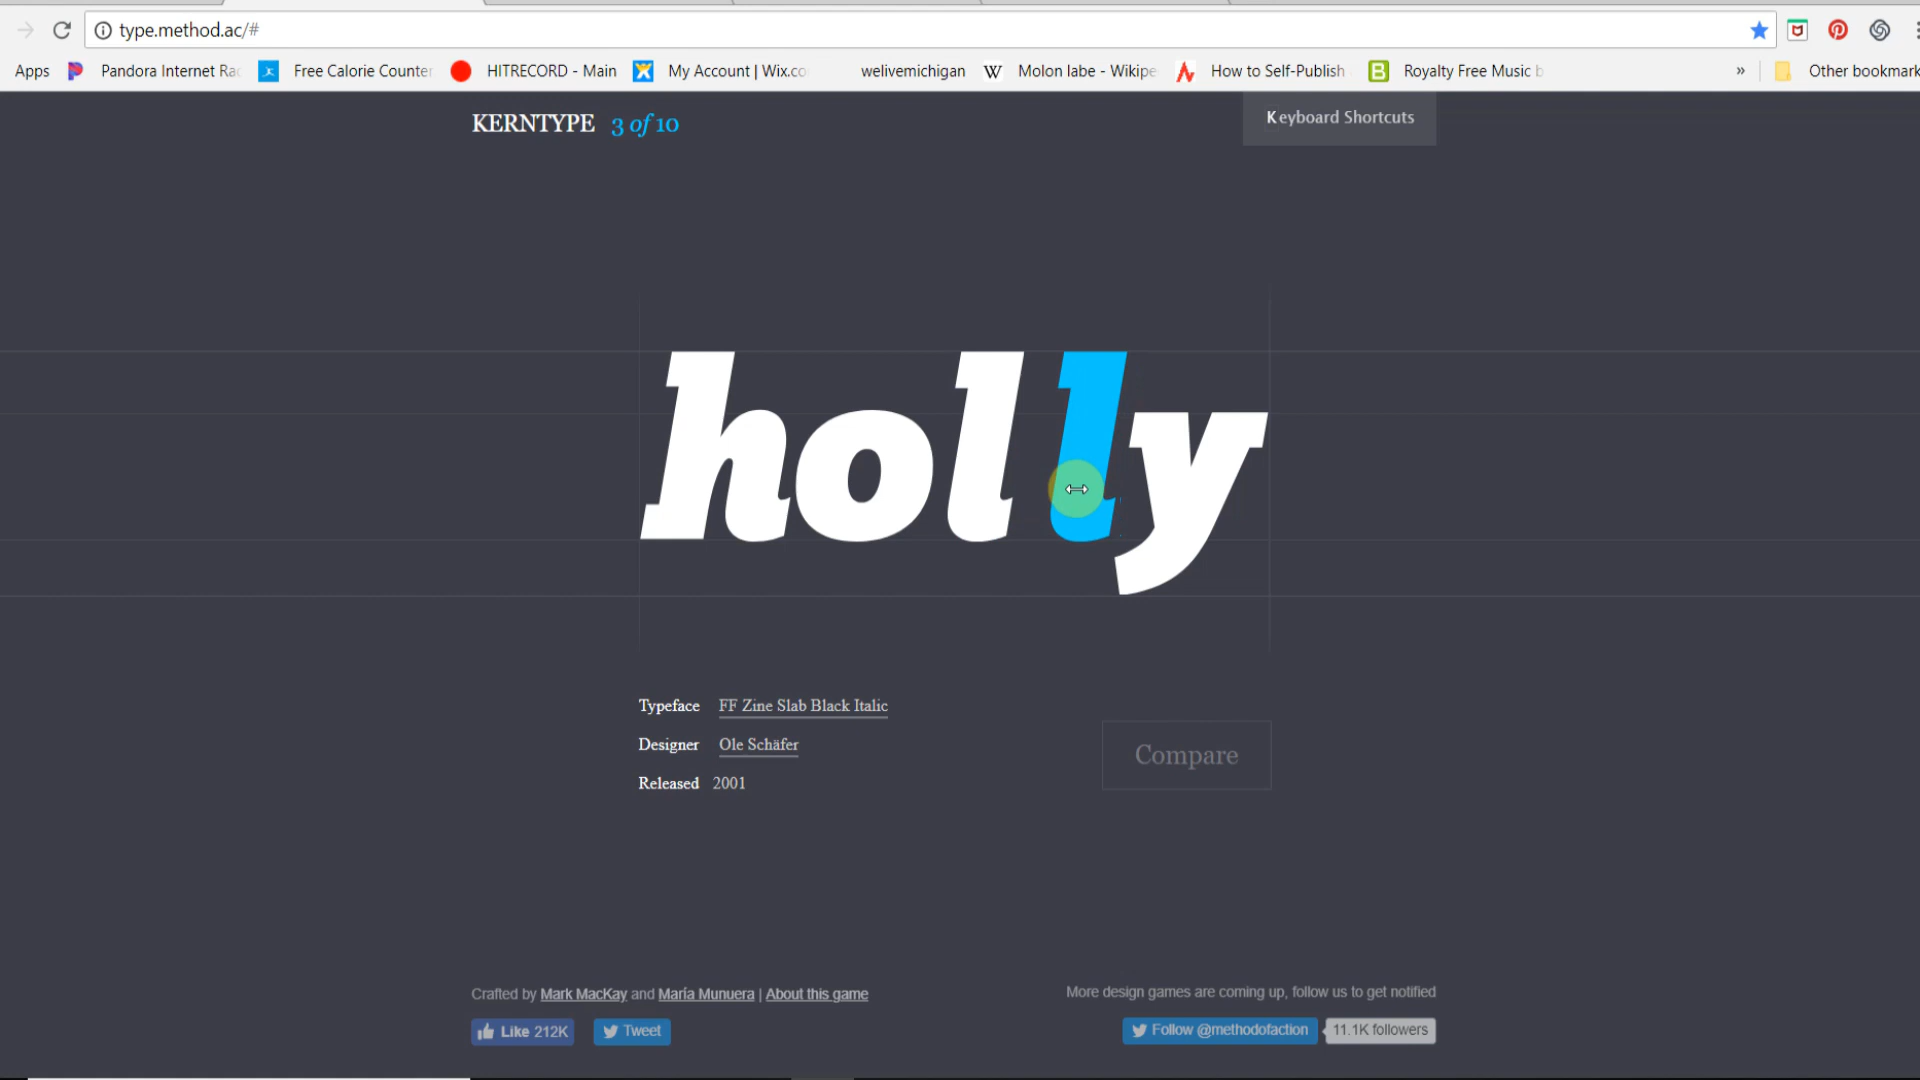 type.method.ac/#
Apps Pandora Internet Ra Free Calorie Counter HITRECORD - Main My Account | Wix.co welivemichigan W Molon labe - Wikipe How to Self-Publish B Royalty Free Music b » Other bookmark
KERNTYPE 3 of 10
Keyboard Shortcuts
holly
Typeface FF Zine Slab Black Italic
Designer Ole Schäfer
Released 2001
Compare
Crafted by Mark MacKay and María Munuera | About this game
More design games are coming up, follow us to get notified
Like 212K Tweet
Follow @methodofaction 11.1K followers